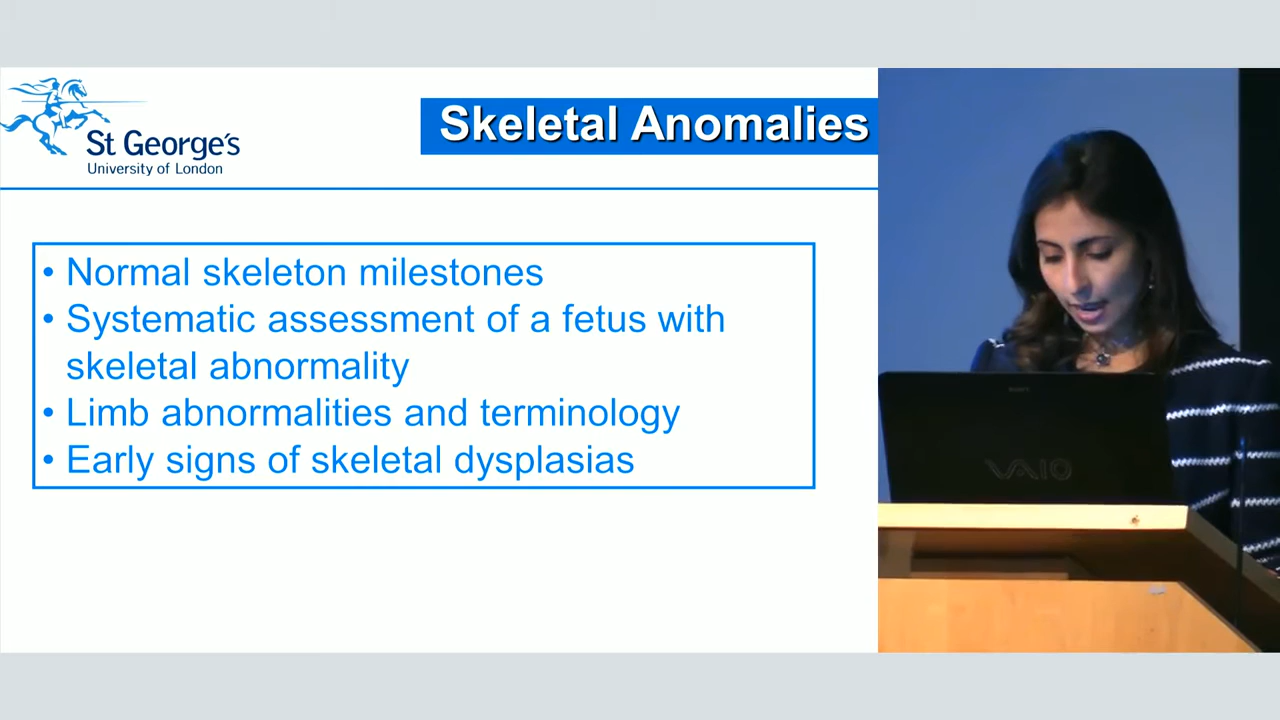 St George's
University of London
Skeletal Anomalies
• Normal skeleton milestones
• Systematic assessment of a fetus with
skeletal abnormality
• Limb abnormalities and terminology
• Early signs of skeletal dysplasias
SONY
VAIO